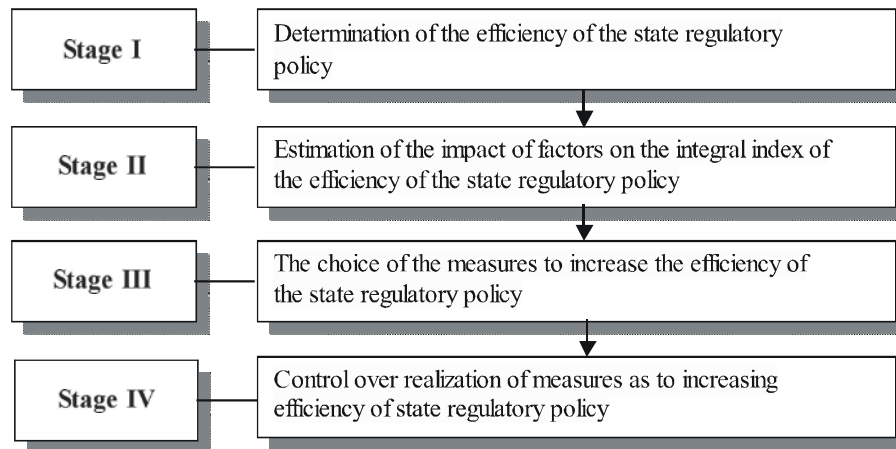 Stage I
Determination of the efficiency of the state regulatory
policy
Stage II
Estimation of the impact of factors on the integral index of
the efficiency of the state regulatory policy
Stage III
The choice of the measures to increase the efficiency of
the state regulatory policy
Stage IV
Control over realization of measures as to increasing
efficiency of state regulatory policy